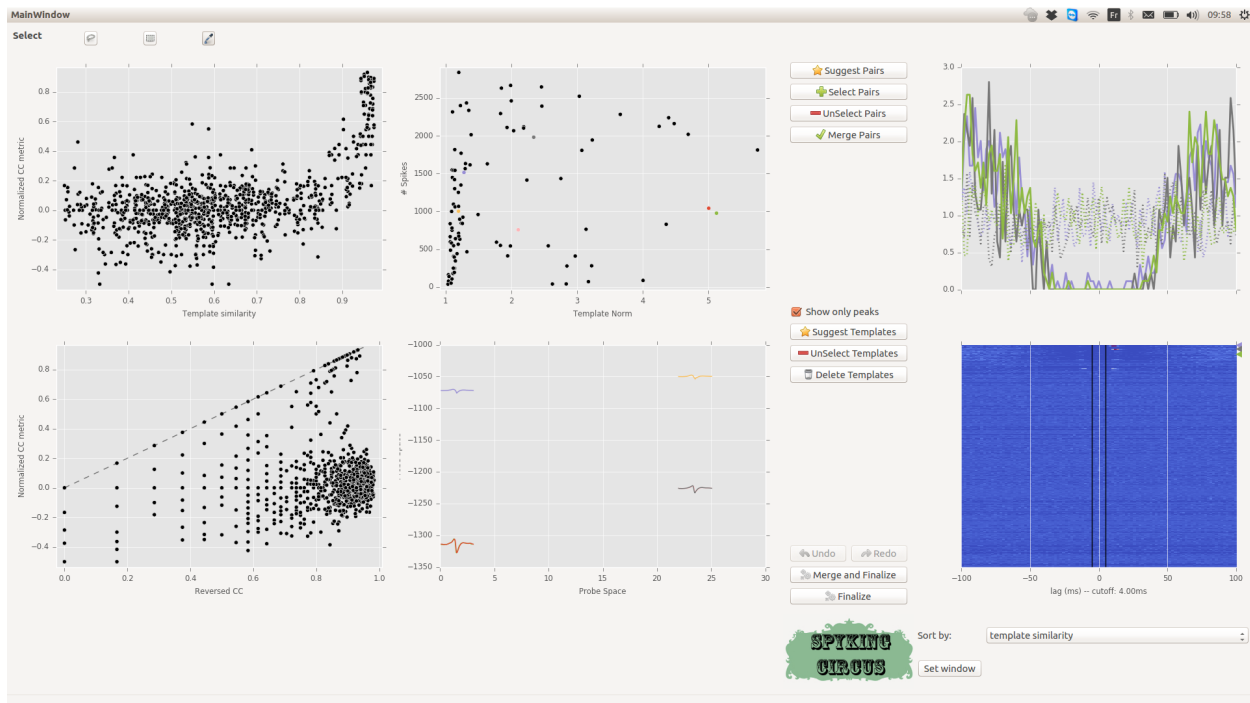 MainWindow
Fr
09:58
Select
Suggest Pairs
Select Pairs
UnSelect Pairs
Merge Pairs
Normalized CC metric
0.8
0.6
0.4
0.2
0.0
−0.2
−0.4
0.3
0.4
0.5
0.6
0.7
0.8
0.9
Template similarity
# Spikes
2500
2000
1500
1000
500
0
1
2
3
4
5
Template Norm
3.0
2.5
2.0
1.5
1.0
0.5
0.0
Show only peaks
Suggest Templates
UnSelect Templates
Delete Templates
Normalized CC metric
0.8
0.6
0.4
0.2
0.0
−0.2
−0.4
0.0
0.2
0.4
0.6
0.8
1.0
Reversed CC
−1000
−1050
−1100
−1150
−1200
−1250
−1300
−1350
0
5
10
15
20
25
30
Probe Space
Undo
Redo
Merge and Finalize
Finalize
−100
−50
0
50
100
lag (ms) -- cutoff: 4.00ms
SPYKING
CIRCUS
Sort by:
template similarity
Set window